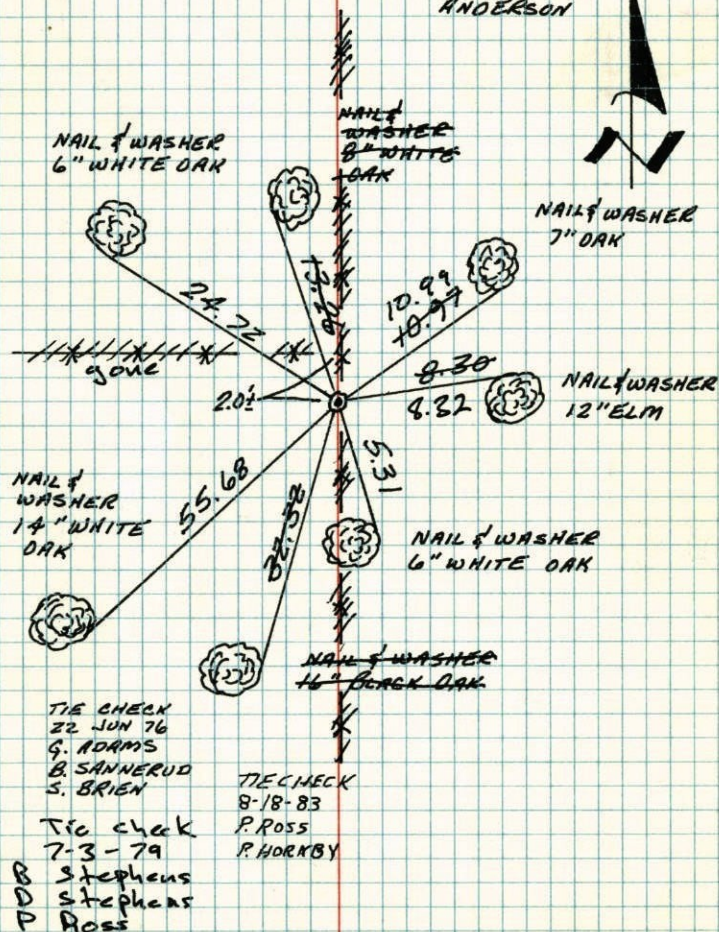 ANDERSON
NAIL &
WASHER
8" WHITE
OAK
NAIL & WASHER
6" WHITE OAK
N
NAIL & WASHER
7" OAK
13.26
24.72
10.99
10.97
gone
8.30
8.32
NAIL & WASHER
12" ELM
2.0±
5.31
55.68
NAIL &
WASHER
14" WHITE
OAK
NAIL & WASHER
6" WHITE OAK
NAIL & WASHER
16" BLACK OAK
TIE CHECK
22 JUN 76
G. ADAMS
B. SANNERUD
S. BRIEN
TIE CHECK
8-18-83
P. ROSS
P. HORKBY
Tie check
7-3-79
B Stephens
D Stephens
P Ross